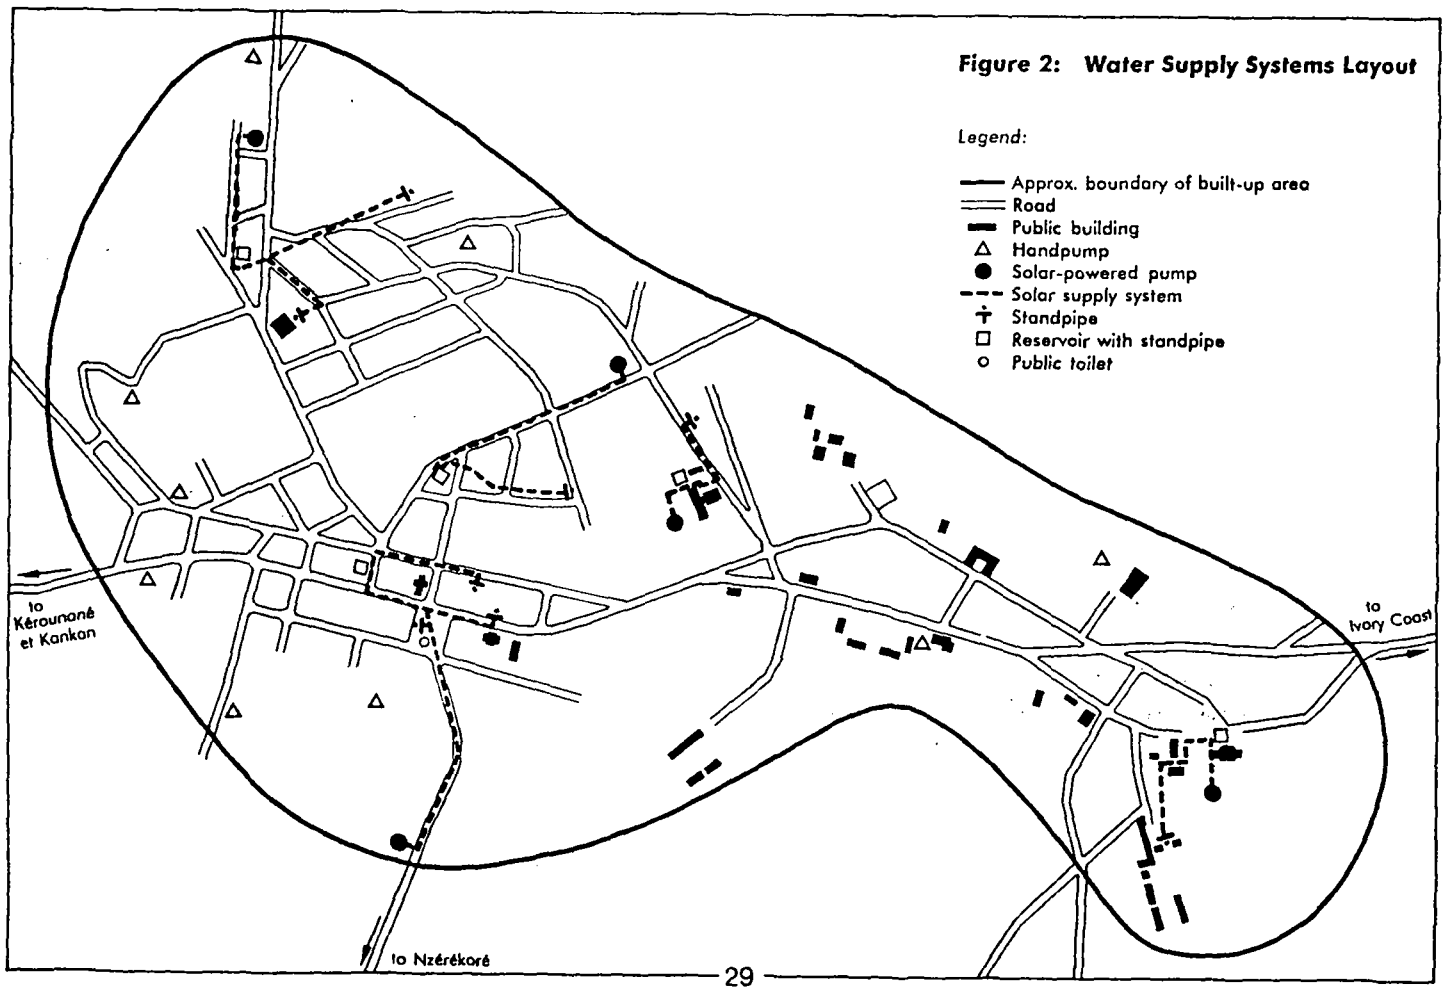 Figure 2: Water Supply Systems Layout
Legend:
Approx. boundary of built-up area
Road
Public building
Handpump
Solar-powered pump
Solar supply system
Standpipe
Reservoir with standpipe
Public toilet
to
Kérounané
et Kankan
to
Ivory Coast
to Nzérékoré
29